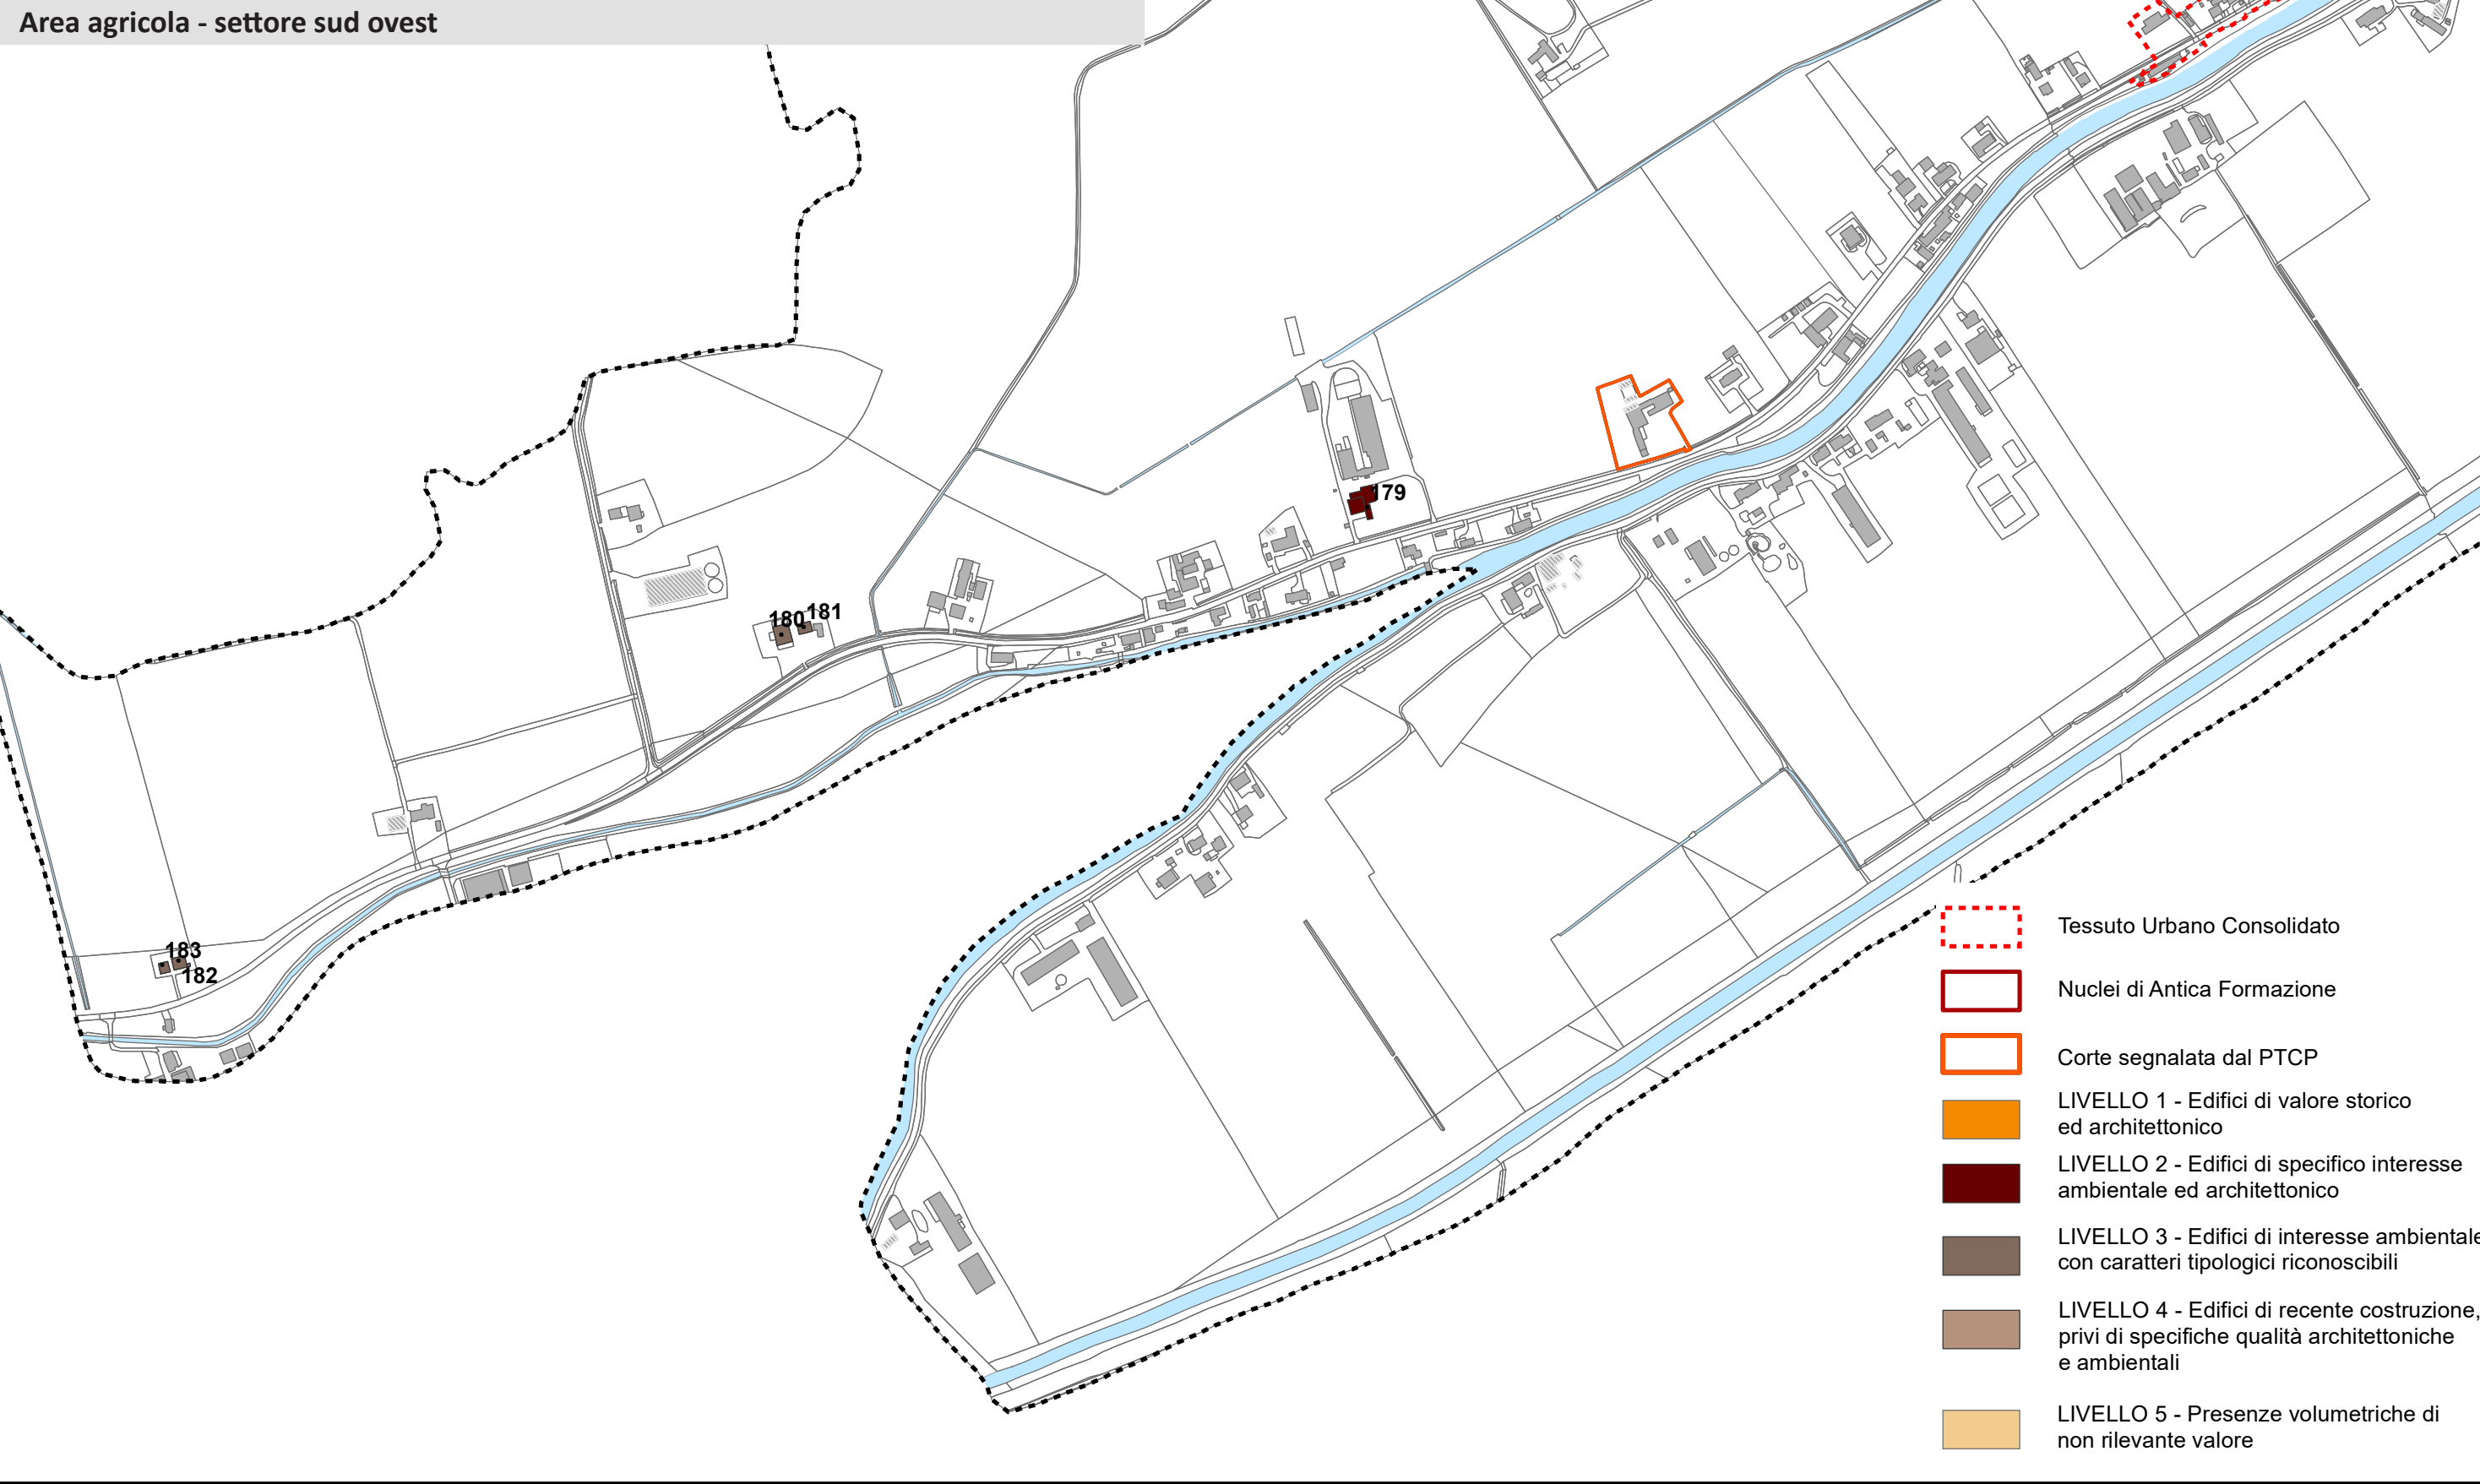 Area agricola - settore sud ovest
179
180
181
183
182
Tessuto Urbano Consolidato
Nuclei di Antica Formazione
Corte segnalata dal PTCP
LIVELLO 1 - Edifici di valore storico
ed architettonico
LIVELLO 2 - Edifici di specifico interesse
ambientale ed architettonico
LIVELLO 3 - Edifici di interesse ambientale
con caratteri tipologici riconoscibili
LIVELLO 4 - Edifici di recente costruzione,
privi di specifiche qualità architettoniche
e ambientali
LIVELLO 5 - Presenze volumetriche di
non rilevante valore